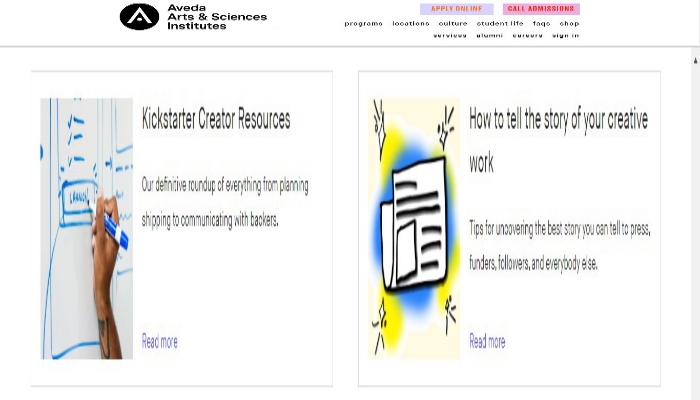 Aveda
Arts & Sciences
Institutes
APPLY ONLINE
CALL ADMISSIONS
programs locations culture student life faqs shop
services alumni careers sign in
Kickstarter Creator Resources
Our definitive roundup of everything from planning
shipping to communicating with backers.
Read more
LAUNCH
How to tell the story of your creative
work
Tips for uncovering the best story you can tell to press,
funders, followers, and everybody else.
Read more